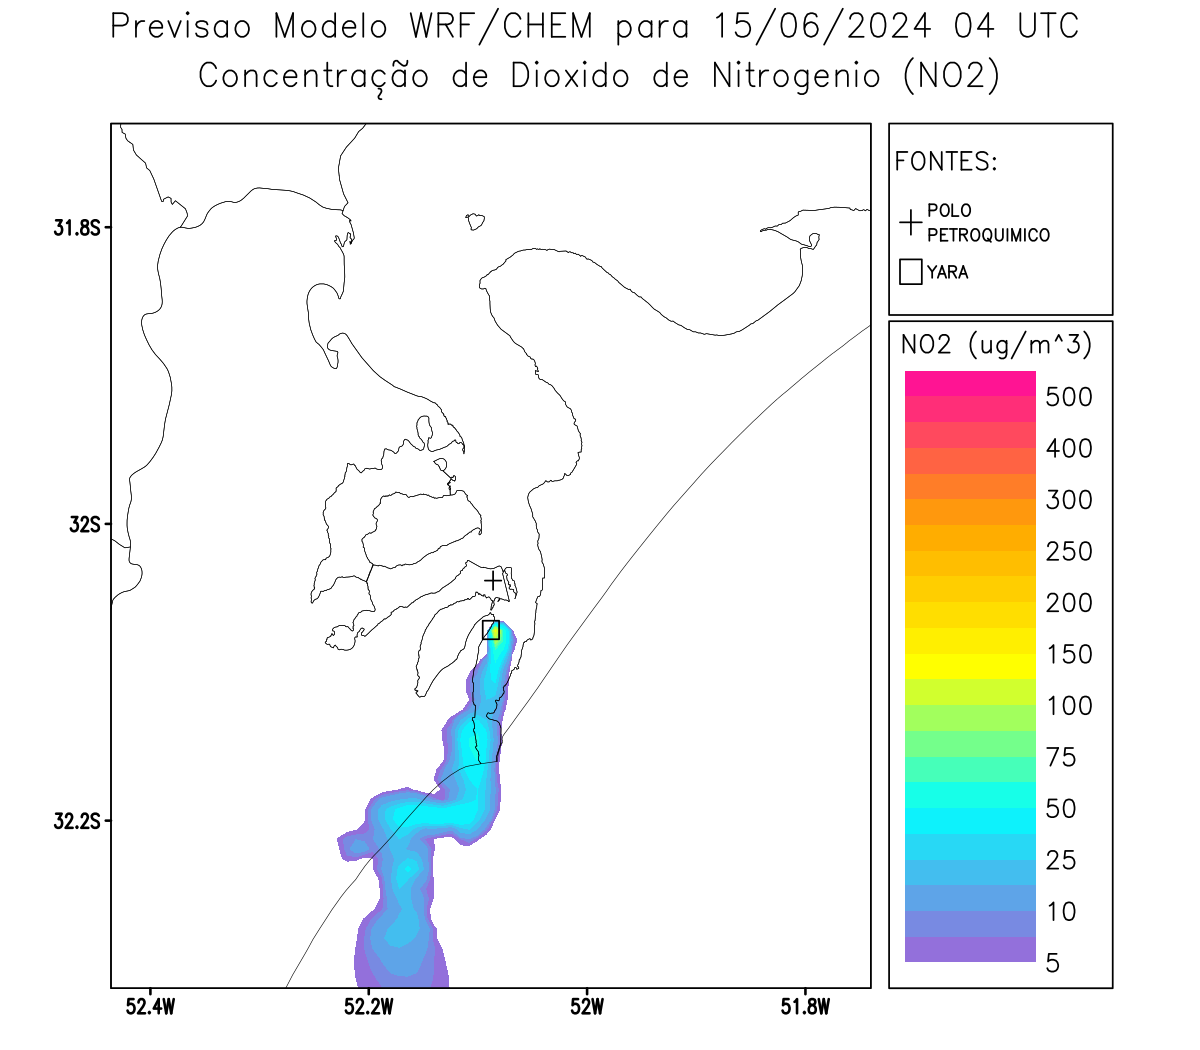 Previsao Modelo WRF/CHEM para 15/06/2024 04 UTC
Concentração de Dioxido de Nitrogenio (NO2)
FONTES:
POLO
PETROQUIMICO
YARA
31.8S
32S
32.2S
52.4W
52.2W
52W
51.8W
NO2 (ug/m^3)
500
400
300
250
200
150
100
75
50
25
10
5